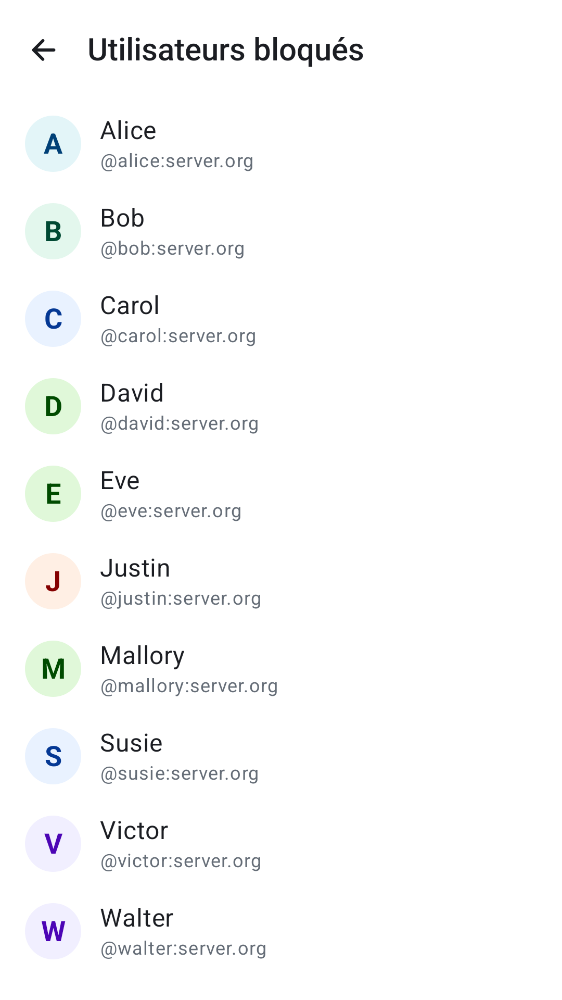 Utilisateurs bloqués
A
Alice
@alice:server.org
B
Bob
@bob:server.org
C
Carol
@carol:server.org
D
David
@david:server.org
E
Eve
@eve:server.org
J
Justin
@justin:server.org
M
Mallory
@mallory:server.org
S
Susie
@susie:server.org
V
Victor
@victor:server.org
W
Walter
@walter:server.org